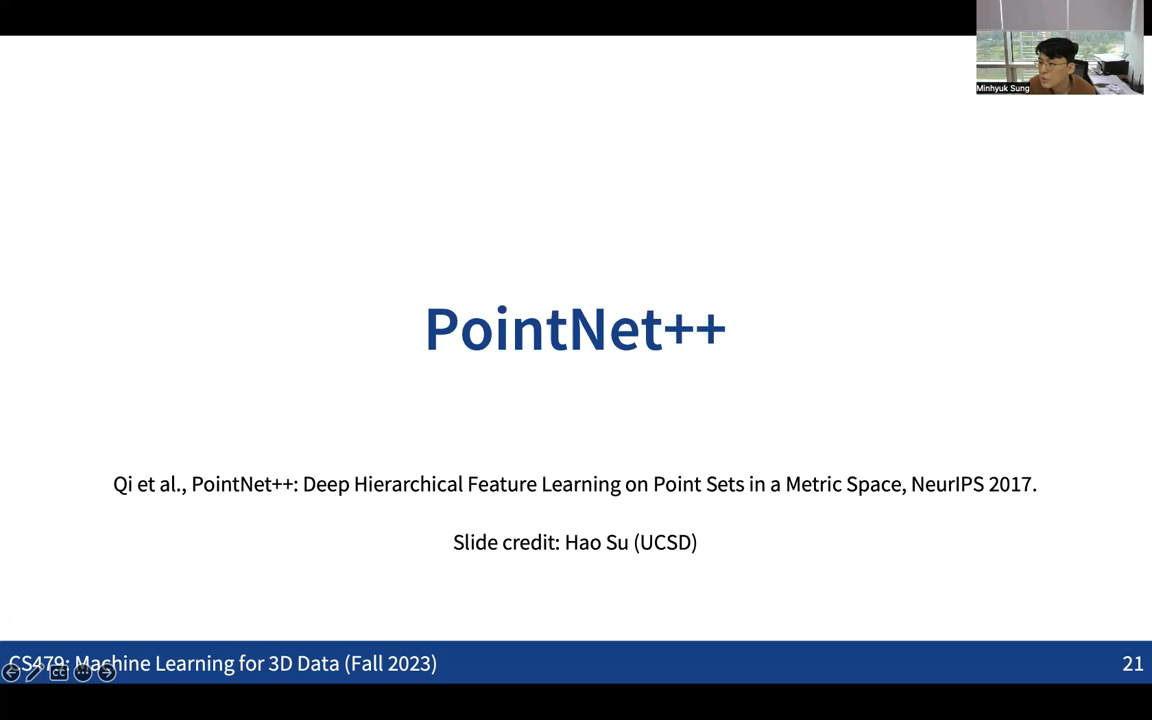 Minhyuk Sung
PointNet++
Qi et al., PointNet++: Deep Hierarchical Feature Learning on Point Sets in a Metric Space, NeurIPS 2017.
Slide credit: Hao Su (UCSD)
CS479: Machine Learning for 3D Data (Fall 2023)
21
CC